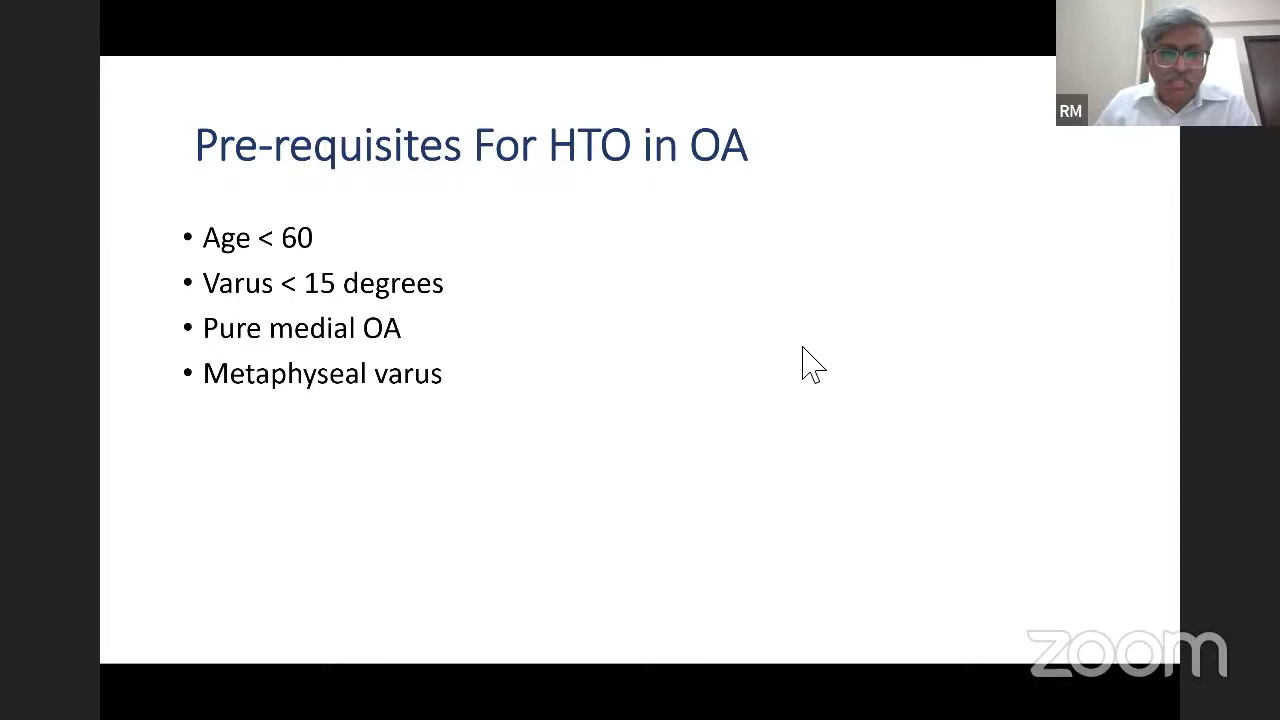 RM
Pre-requisites For HTO in OA
• Age < 60
• Varus < 15 degrees
• Pure medial OA
• Metaphyseal varus
zoom